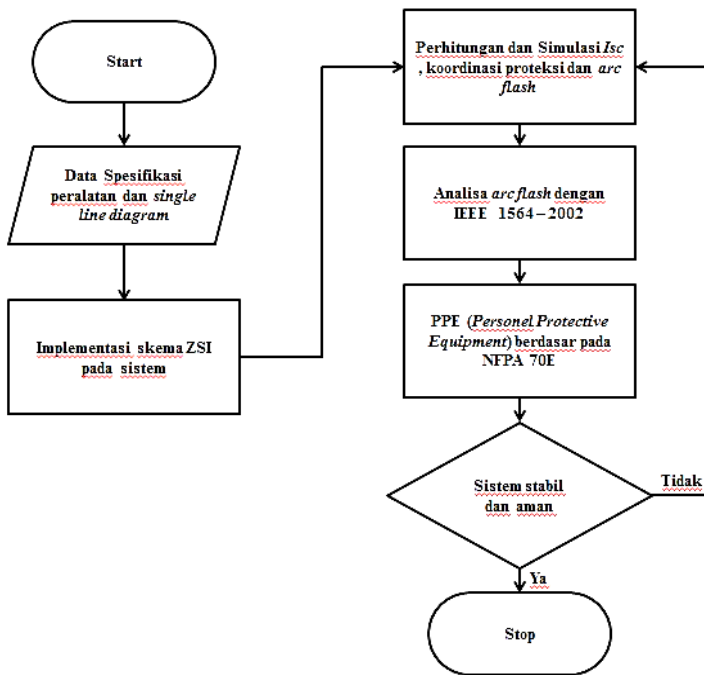 Start
Data Spesifikasi
peralatan dan single
line diagram
Implementasi skema ZSI
pada sistem
Perhitungan dan Simulasi Isc
, koordinasi proteksi dan arc
flash
Analisa arc flash dengan
IEEE 1564 – 2002
PPE (Personel Protective
Equipment) berdasar pada
NFPA 70E
Sistem stabil
dan aman
Tidak
Ya
Stop